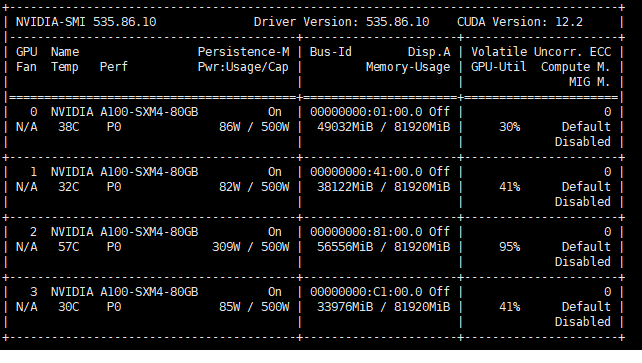 +-----------------------------------------------------------------------------------------+
| NVIDIA-SMI 535.86.10 Driver Version: 535.86.10 CUDA Version: 12.2 |
|-----------------------------------------+----------------------+----------------------+
| GPU Name Persistence-M | Bus-Id Disp.A | Volatile Uncorr. ECC |
| Fan Temp Perf Pwr:Usage/Cap | Memory-Usage | GPU-Util Compute M. |
| | | MIG M. |
|=========================================+======================+======================|
| 0 NVIDIA A100-SXM4-80GB On | 00000000:01:00.0 Off | 0 |
| N/A 38C P0 86W / 500W | 49032MiB / 81920MiB | 30% Default |
| | | Disabled |
+-----------------------------------------+----------------------+----------------------+
| 1 NVIDIA A100-SXM4-80GB On | 00000000:41:00.0 Off | 0 |
| N/A 32C P0 82W / 500W | 38122MiB / 81920MiB | 41% Default |
| | | Disabled |
+-----------------------------------------+----------------------+----------------------+
| 2 NVIDIA A100-SXM4-80GB On | 00000000:81:00.0 Off | 0 |
| N/A 57C P0 309W / 500W | 56556MiB / 81920MiB | 95% Default |
| | | Disabled |
+-----------------------------------------+----------------------+----------------------+
| 3 NVIDIA A100-SXM4-80GB On | 00000000:C1:00.0 Off | 0 |
| N/A 30C P0 85W / 500W | 33976MiB / 81920MiB | 41% Default |
| | | Disabled |
+-----------------------------------------+----------------------+----------------------+